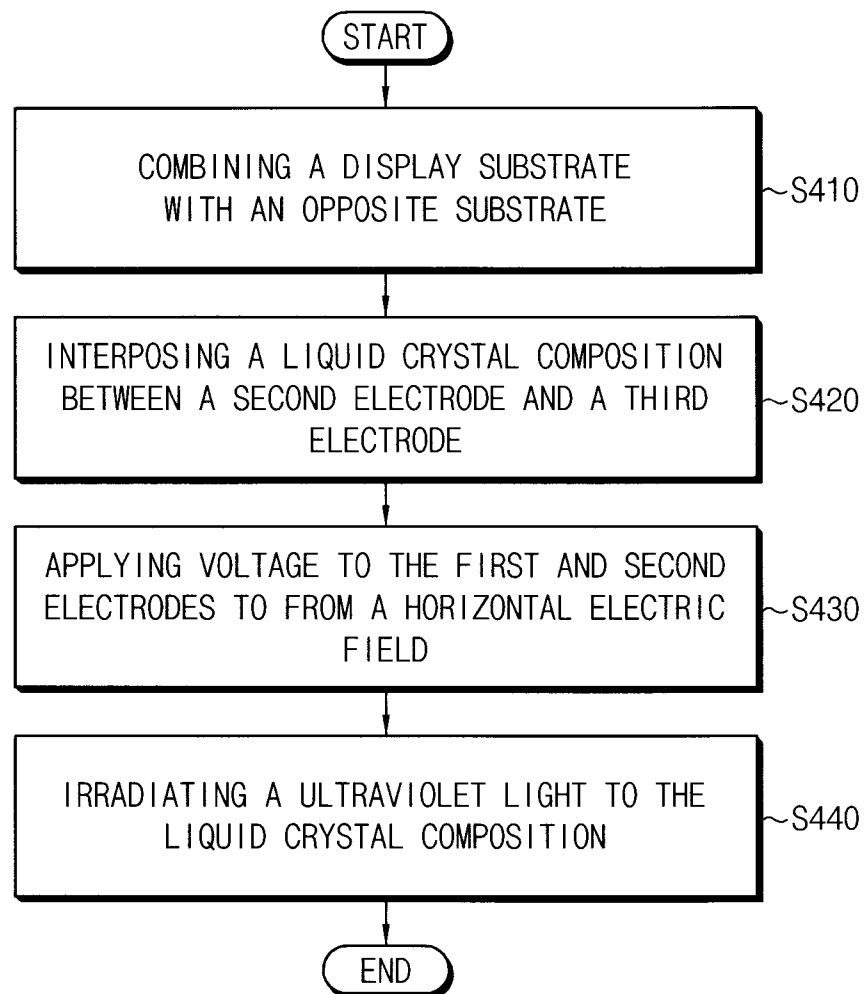 START
COMBINING A DISPLAY SUBSTRATE
WITH AN OPPOSITE SUBSTRATE
~S410
INTERPOSING A LIQUID CRYSTAL COMPOSITION
BETWEEN A SECOND ELECTRODE AND A THIRD
ELECTRODE
~S420
APPLYING VOLTAGE TO THE FIRST AND SECOND
ELECTRODES TO FROM A HORIZONTAL ELECTRIC
FIELD
~S430
IRRADIATING A ULTRAVIOLET LIGHT TO THE
LIQUID CRYSTAL COMPOSITION
~S440
END